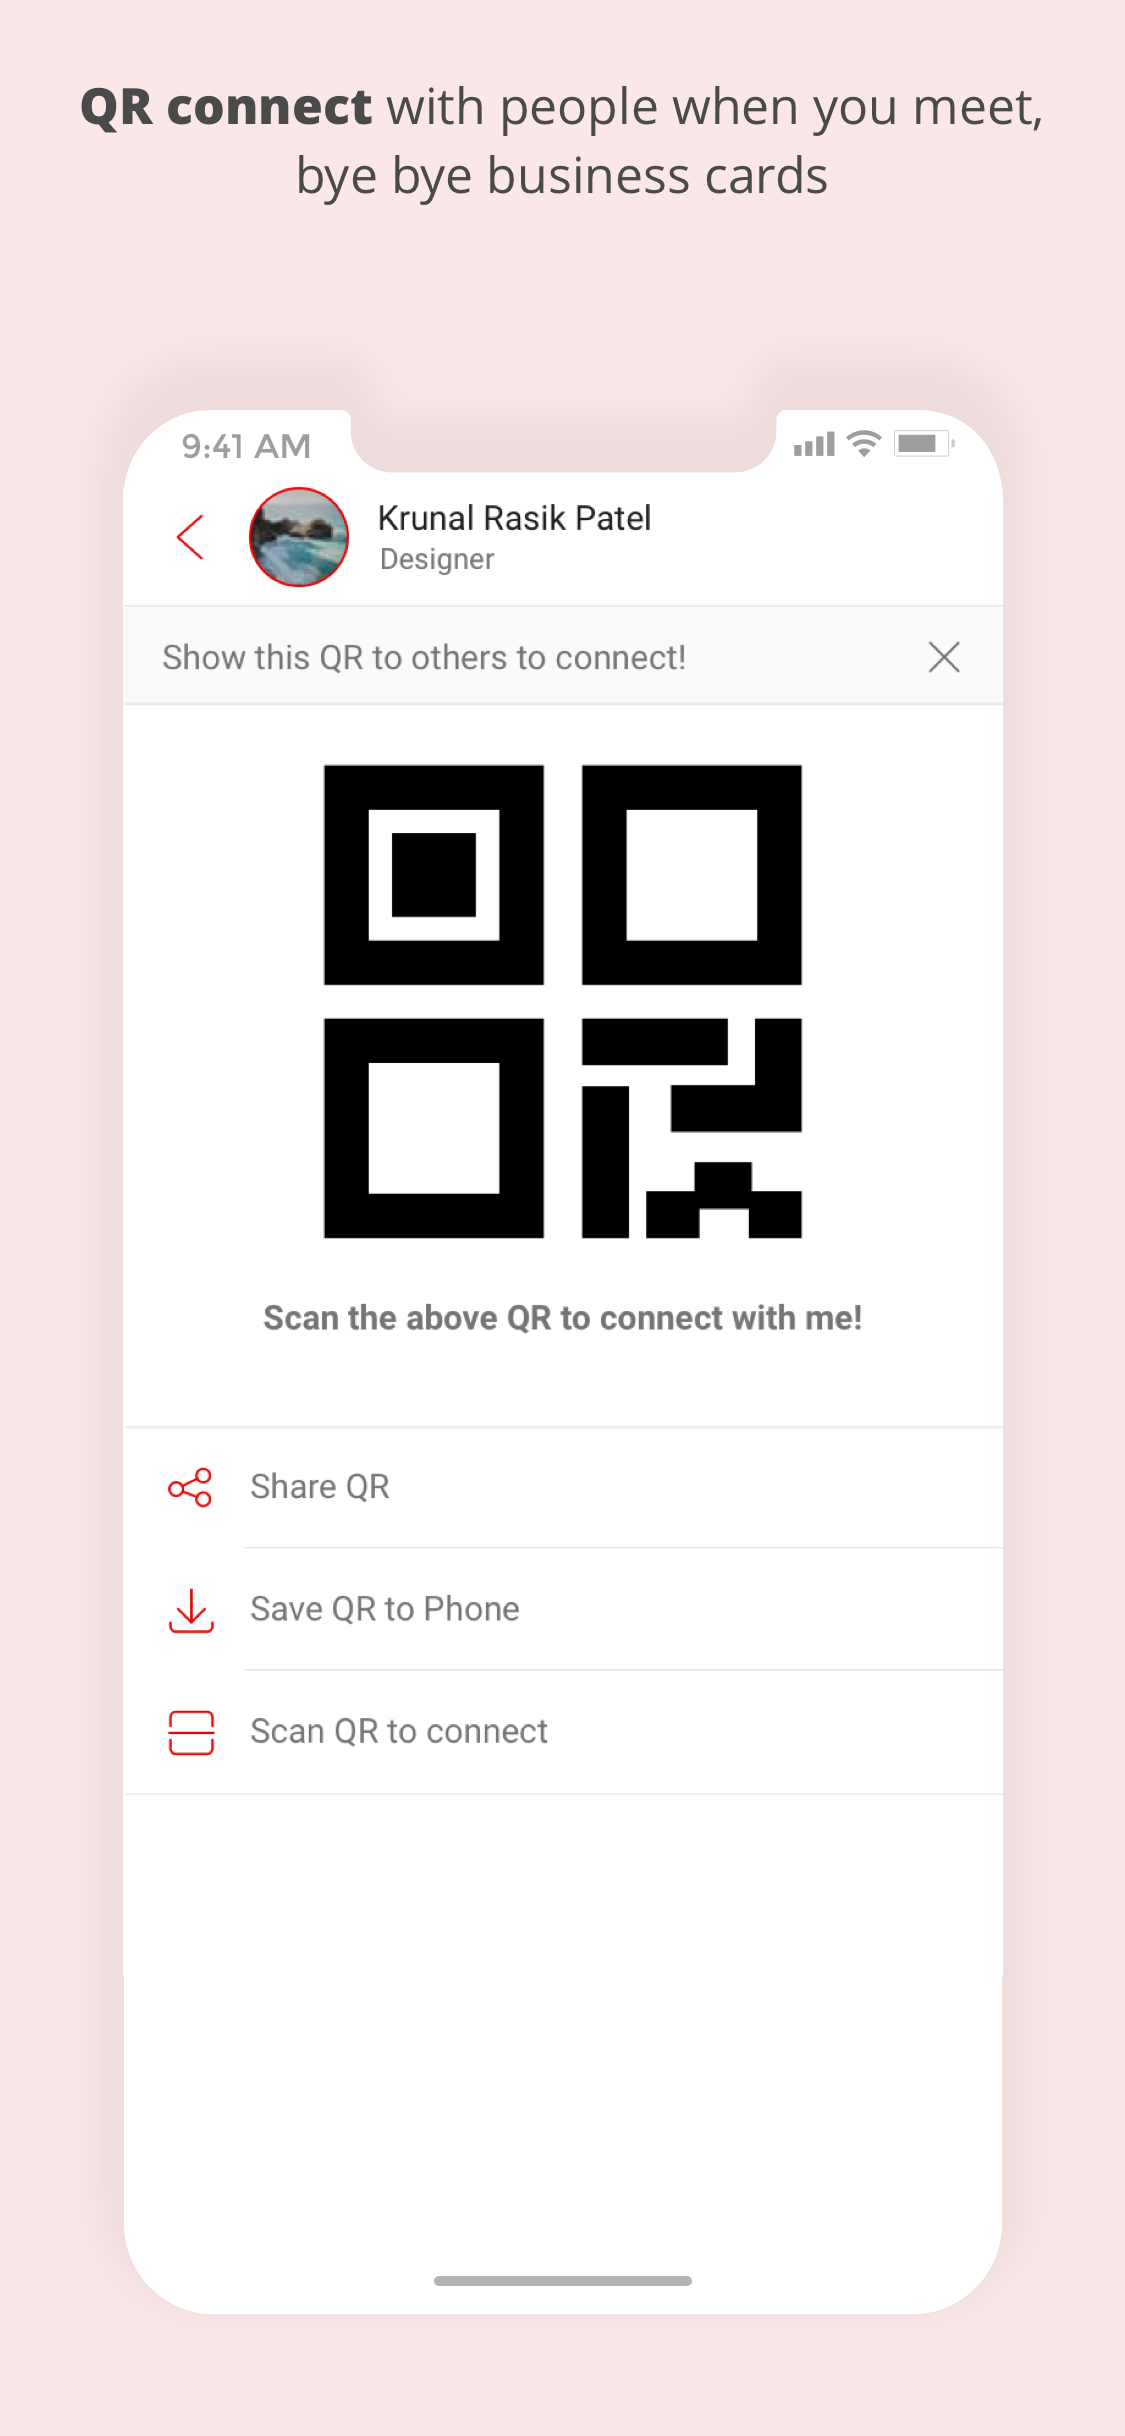 QR connect with people when you meet,
bye bye business cards
9:41 AM
Krunal Rasik Patel
Designer
Show this QR to others to connect!
Scan the above QR to connect with me!
Share QR
Save QR to Phone
Scan QR to connect